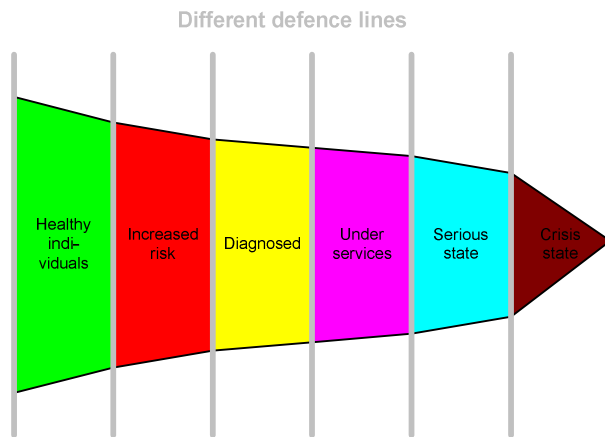 Different defence lines
Healthy
indi-
viduals
Increased
risk
Diagnosed
Under
services
Serious
state
Crisis
state